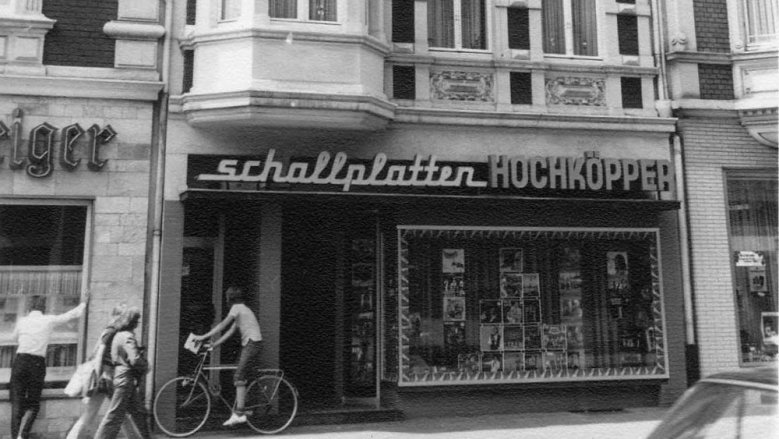 eiger
schallplatten HOCHKÖPPER